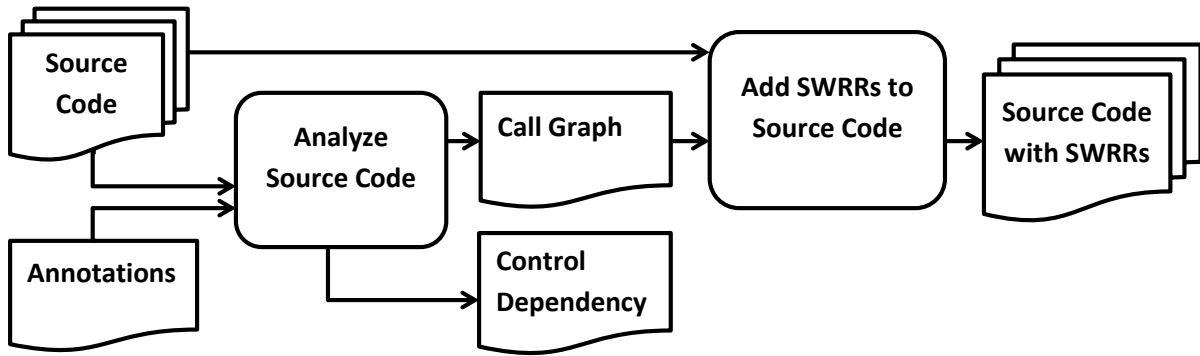 Source
Code
Analyze
Source Code
Call Graph
Add SWRRs to
Source Code
Source Code
with SWRRs
Annotations
Control
Dependency